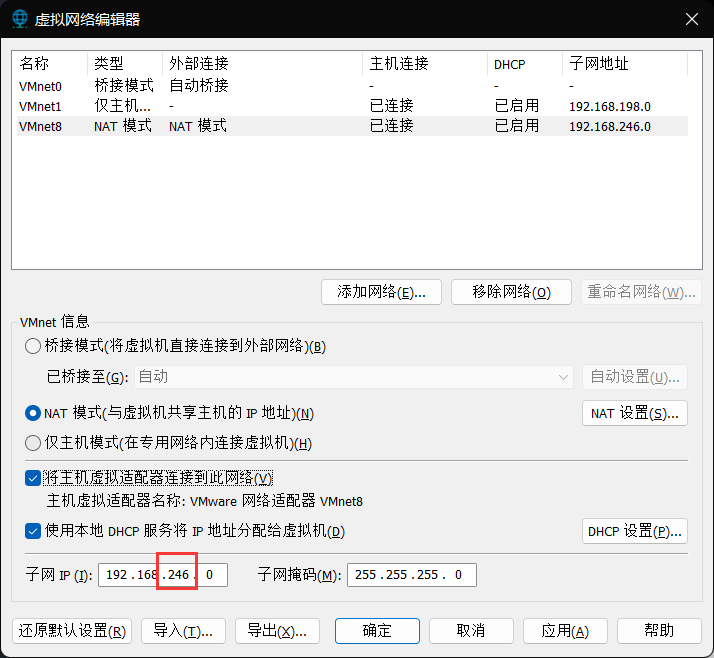 虚拟网络编辑器
名称 类型 外部连接 主机连接 DHCP 子网地址
VMnet0 桥接模式 自动桥接 - - -
VMnet1 仅主机... - 已连接 已启用 192.168.198.0
VMnet8 NAT 模式 NAT 模式 已连接 已启用 192.168.246.0
添加网络(E)... 移除网络(O) 重命名网络(W)...
VMnet 信息
桥接模式(将虚拟机直接连接到外部网络)(B)
已桥接至(G): 自动 自动设置(U)...
NAT 模式(与虚拟机共享主机的 IP 地址)(N) NAT 设置(S)...
仅主机模式(在专用网络内连接虚拟机)(H)
将主机虚拟适配器连接到此网络(V)
主机虚拟适配器名称: VMware 网络适配器 VMnet8
使用本地 DHCP 服务将 IP 地址分配给虚拟机(D) DHCP 设置(P)...
子网 IP (I): 192.168.246. 0 子网掩码(M): 255.255.255. 0
还原默认设置(R) 导入(T)... 导出(X)... 确定 取消 应用(A) 帮助